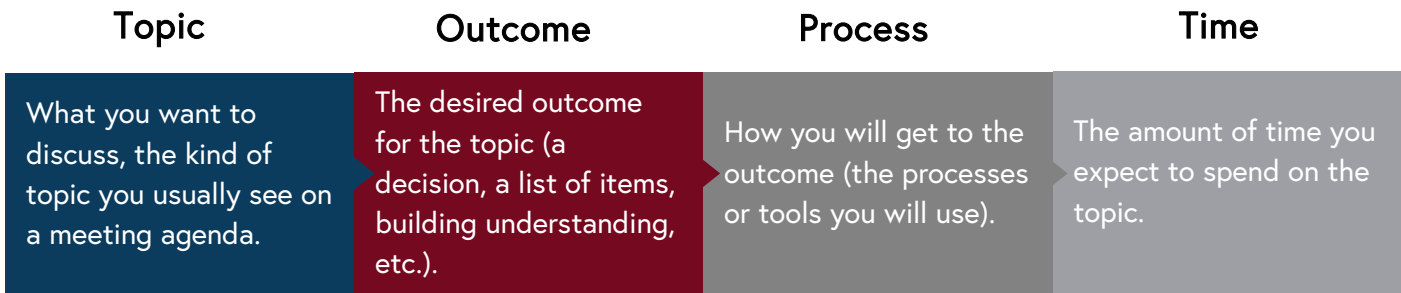 Topic
Outcome
Process
Time
What you want to
discuss, the kind of
topic you usually see on
a meeting agenda.
The desired outcome
for the topic (a
decision, a list of items,
building understanding,
etc.).
How you will get to the
outcome (the processes
or tools you will use).
The amount of time you
expect to spend on the
topic.